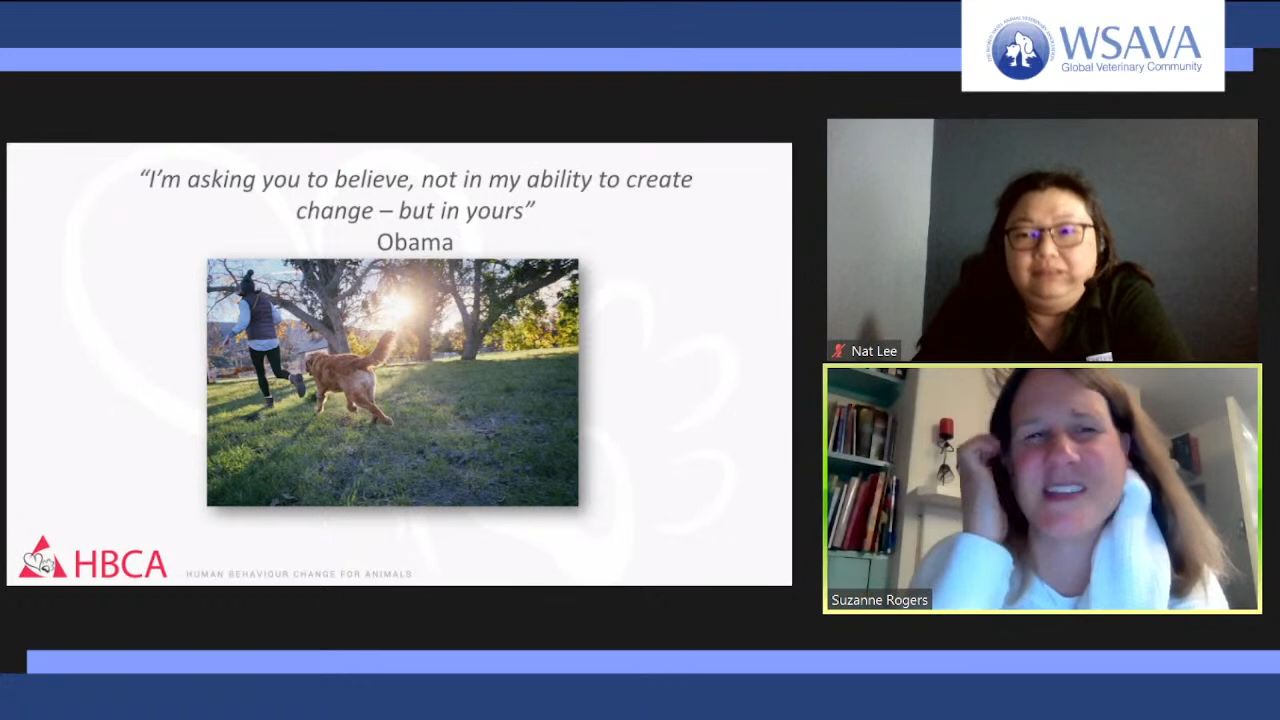 WSAVA
Global Veterinary Community
“I’m asking you to believe, not in my ability to create
change – but in yours”
Obama
HBCA
HUMAN BEHAVIOUR CHANGE FOR ANIMALS
Nat Lee
Suzanne Rogers